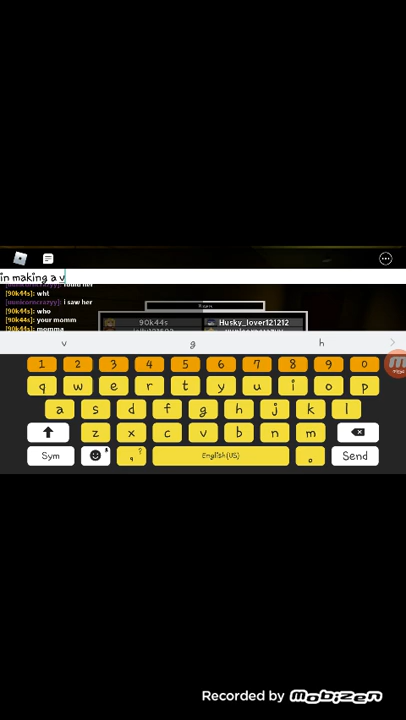 in making a v
[90k44s]: wht
i saw her
[90k44s]: who
[90k44s]: your momm
[90k44s]: momma
90k44s
Husky_lover121212
v g h
1 2 3 4 5 6 7 8 9 0
q w e r t y u i o p
a s d f g h j k l
z x c v b n m
Sym , ? English(US) . Send
Recorded by Mobizen